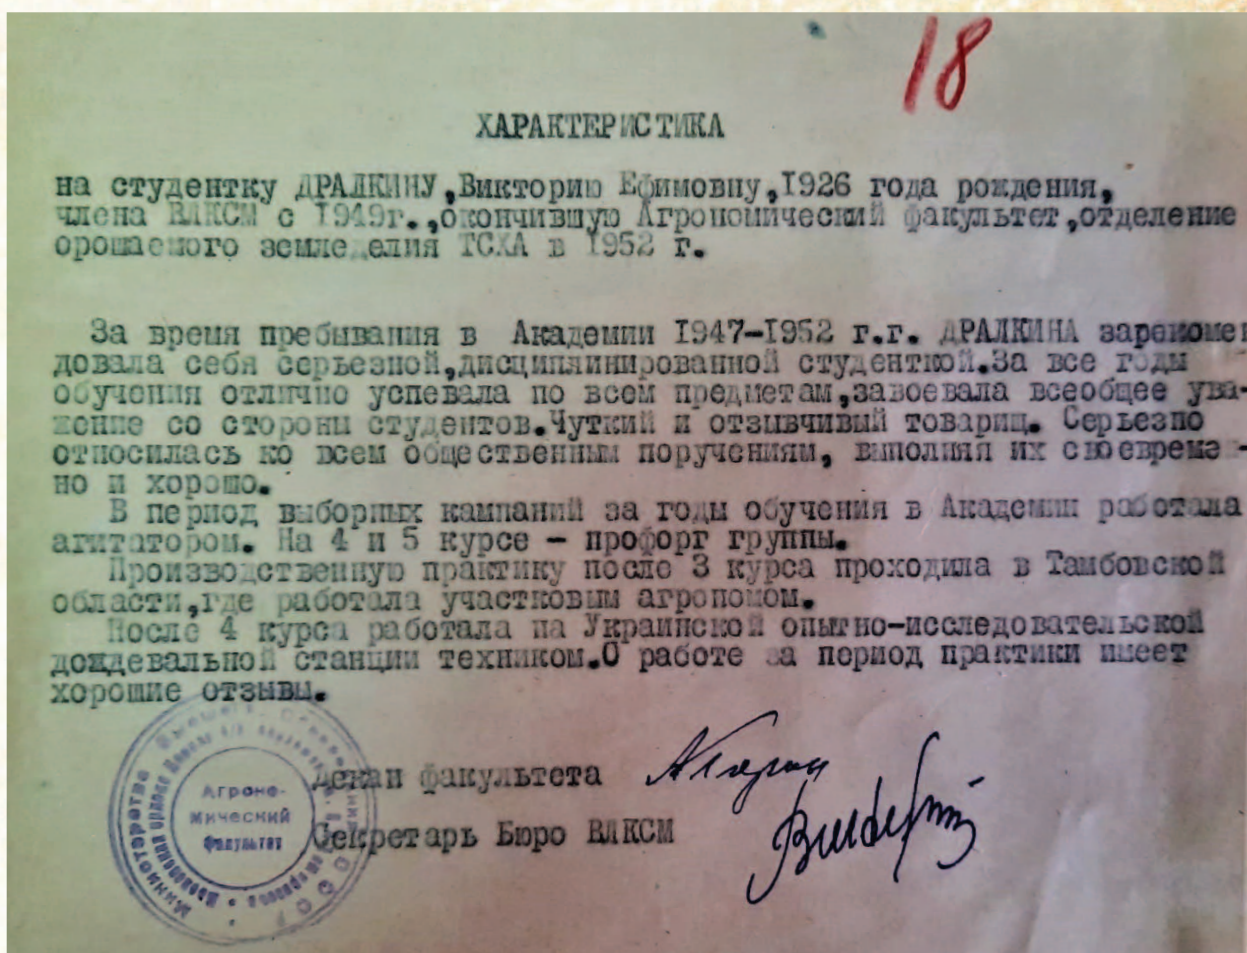 18
ХАРАКТЕРИСТИКА
на студентку ДРАЛКИНУ,Викторию Ефимовну,1926 года рождения,
члена ВЛКСМ с 1949г.,окончившую Агрономический факультет,отделение
орошаемого земледелия ТСХА в 1952 г.
За время пребывания в Академии 1947-1952 г.г. ДРАЛКИНА зарекомен
довала себя серьезной,дисциплинированной студенткой.За все годы
обучения отлично успевала по всем предметам,завоевала всеобщее ува-
жение со стороны студентов.Чуткий и отзывчивый товарищ. Серьезно
относилась ко всем общественным поручениям, выполняя их своевреме -
но и хорошо.
В период выборных кампаний за годы обучения в Академии работала
агитатором. На 4 и 5 курсе - профорг группы.
Производственную практику после 3 курса проходила в Тамбовской
области,где работала участковым агрономом.
После 4 курса работала на Украинской опытно-исследовательской
дождевальной станции техником.О работе за период практики имеет
хорошие отзывы.
Декан факультета
Секретарь Бюро ВЛКСМ
Министерство Высшего
СССР
Агроно-
мический
факультет